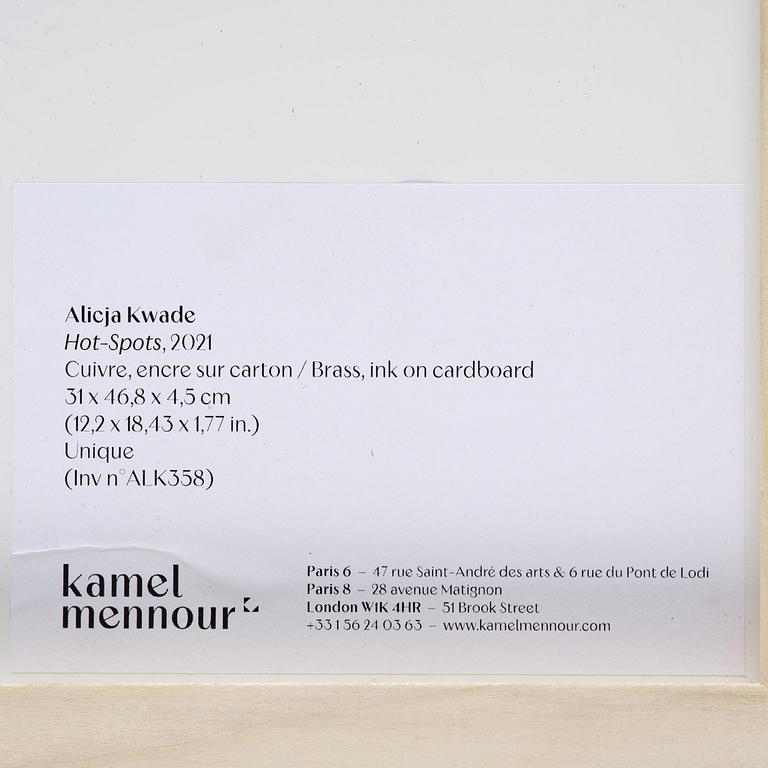 Alicja Kwade
Hot-Spots, 2021
Cuivre, encre sur carton / Brass, ink on cardboard
31 x 46,8 x 4,5 cm
(12,2 x 18,43 x 1,77 in.)
Unique
(Inv n°ALK358)
kamel
mennour
Paris 6 – 47 rue Saint-André des arts & 6 rue du Pont de Lodi
Paris 8 – 28 avenue Matignon
London W1K 4HR – 51 Brook Street
+33 1 56 24 03 63 – www.kamelmennour.com